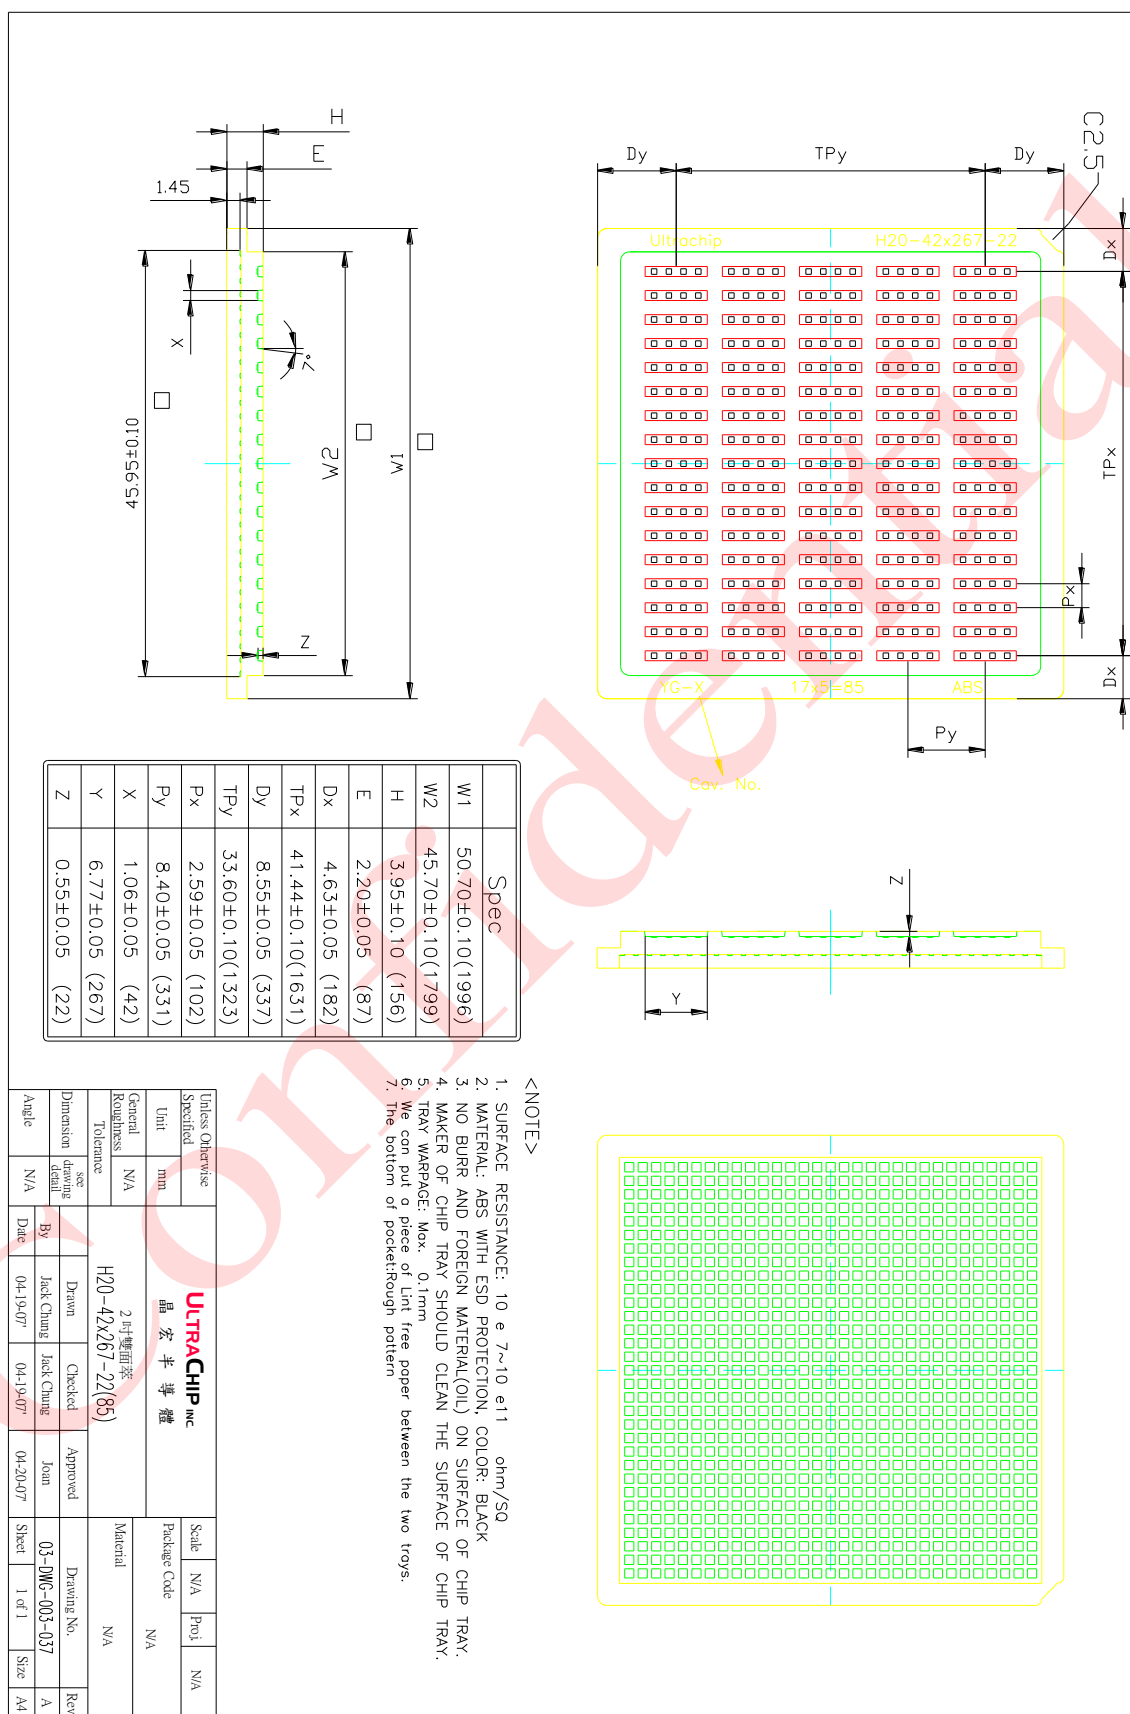 C2.5
Dy
TPy
Dy
Dx
TPx
Px
Dx
Py
Ultrachip
H20-42x267-22
YG-X
17x5=85
ABS
Cav. No.
H
E
1.45
X
7°
W1
W2
45.95±0.10
Z
Z
Y
Spec
W1 50.70±0.10(1996)
W2 45.70±0.10(1799)
H 3.95±0.10 (156)
E 2.20±0.05 (87)
Dx 4.63±0.05 (182)
TPx 41.44±0.10(1631)
Dy 8.55±0.05 (337)
TPy 33.60±0.10(1323)
Px 2.59±0.05 (102)
Py 8.40±0.05 (331)
X 1.06±0.05 (42)
Y 6.77±0.05 (267)
Z 0.55±0.05 (22)
<NOTE>
1. SURFACE RESISTANCE: 10 e 7~10 e11 ohm/SQ
2. MATERIAL: ABS WITH ESD PROTECTION, COLOR: BLACK
3. NO BURR AND FOREIGN MATERIAL(OIL) ON SURFACE OF CHIP TRAY.
4. MAKER OF CHIP TRAY SHOULD CLEAN THE SURFACE OF CHIP TRAY.
5. TRAY WARPAGE: Max. 0.1mm
6. We can put a piece of Lint free paper between the two trays.
7. The bottom of pocket:Rough pattern
Unless Otherwise
Specified
Unit mm
General
Roughness N/A
Tolerance
Dimension see
drawing
detail
Angle N/A
ULTRACHIP INC.
晶宏半導體
2吋雙面萃
H20-42x267-22(85)
Drawn Checked Approved
By Jack Chung Jack Chung Joan
Date 04-19-07' 04-19-07' 04-20-07'
Scale N/A Proj. N/A
Package Code
N/A
Material
N/A
Drawing No. Rev
03-DWG-003-037 A
Sheet 1 of 1 Size A4
Confidential